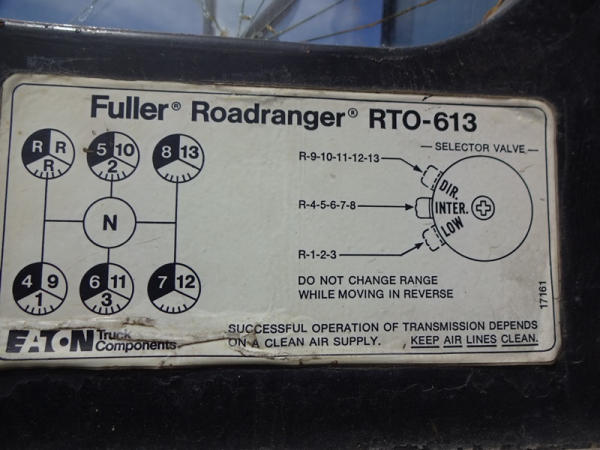 Fuller® Roadranger® RTO-613
R R
R
5 10
2
8 13
N
4 9
1
6 11
3
7 12
— SELECTOR VALVE —
R-9-10-11-12-13
DIR.
R-4-5-6-7-8
INTER.
R-1-2-3
LOW
DO NOT CHANGE RANGE
WHILE MOVING IN REVERSE
17161
EATON Truck
Components
SUCCESSFUL OPERATION OF TRANSMISSION DEPENDS
ON A CLEAN AIR SUPPLY. KEEP AIR LINES CLEAN.